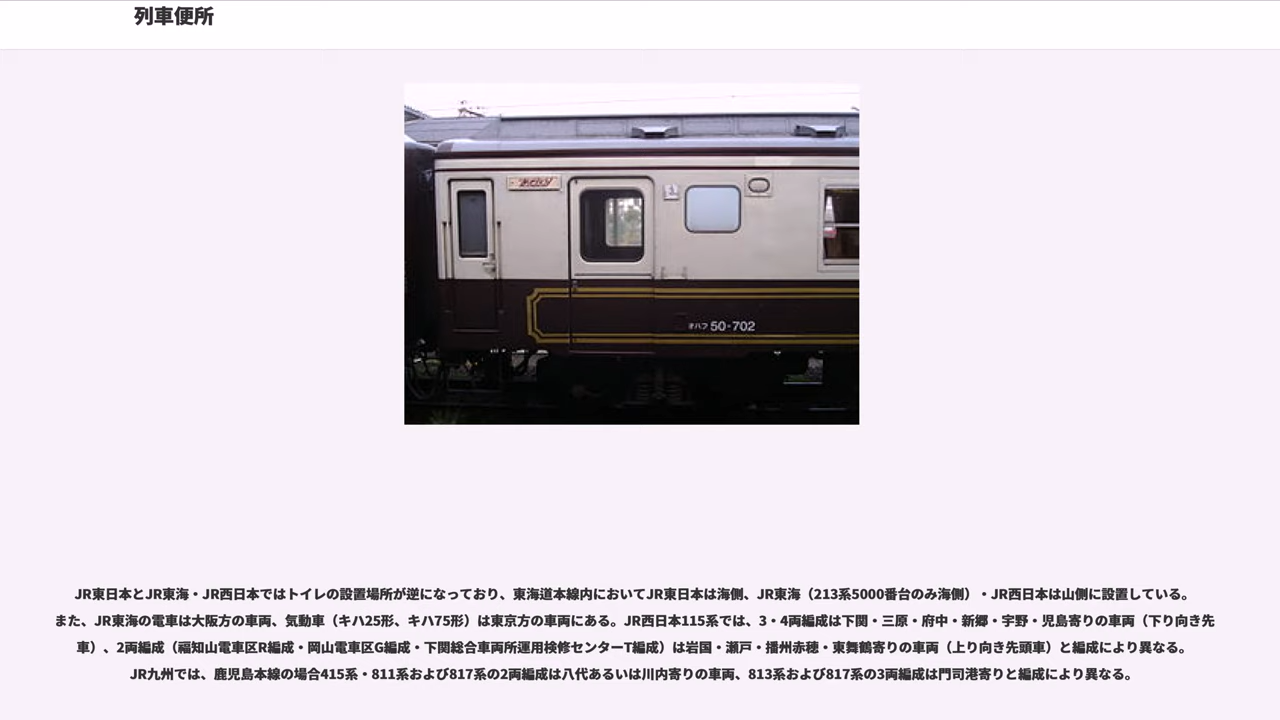 列車便所
オハフ 50-702
JR東日本とJR東海・JR西日本ではトイレの設置場所が逆になっており、東海道本線内においてJR東日本は海側、JR東海（213系5000番台のみ海側）・JR西日本は山側に設置している。
また、JR東海の電車は大阪方の車両、気動車（キハ25形、キハ75形）は東京方の車両にある。JR西日本115系では、3・4両編成は下関・三原・府中・新郷・宇野・児島寄りの車両（下り向き先
車）、2両編成（福知山電車区R編成・岡山電車区G編成・下関総合車両所運用検修センターT編成）は岩国・瀬戸・播州赤穂・東舞鶴寄りの車両（上り向き先頭車）と編成により異なる。
JR九州では、鹿児島本線の場合415系・811系および817系の2両編成は八代あるいは川内寄りの車両、813系および817系の3両編成は門司港寄りと編成により異なる。